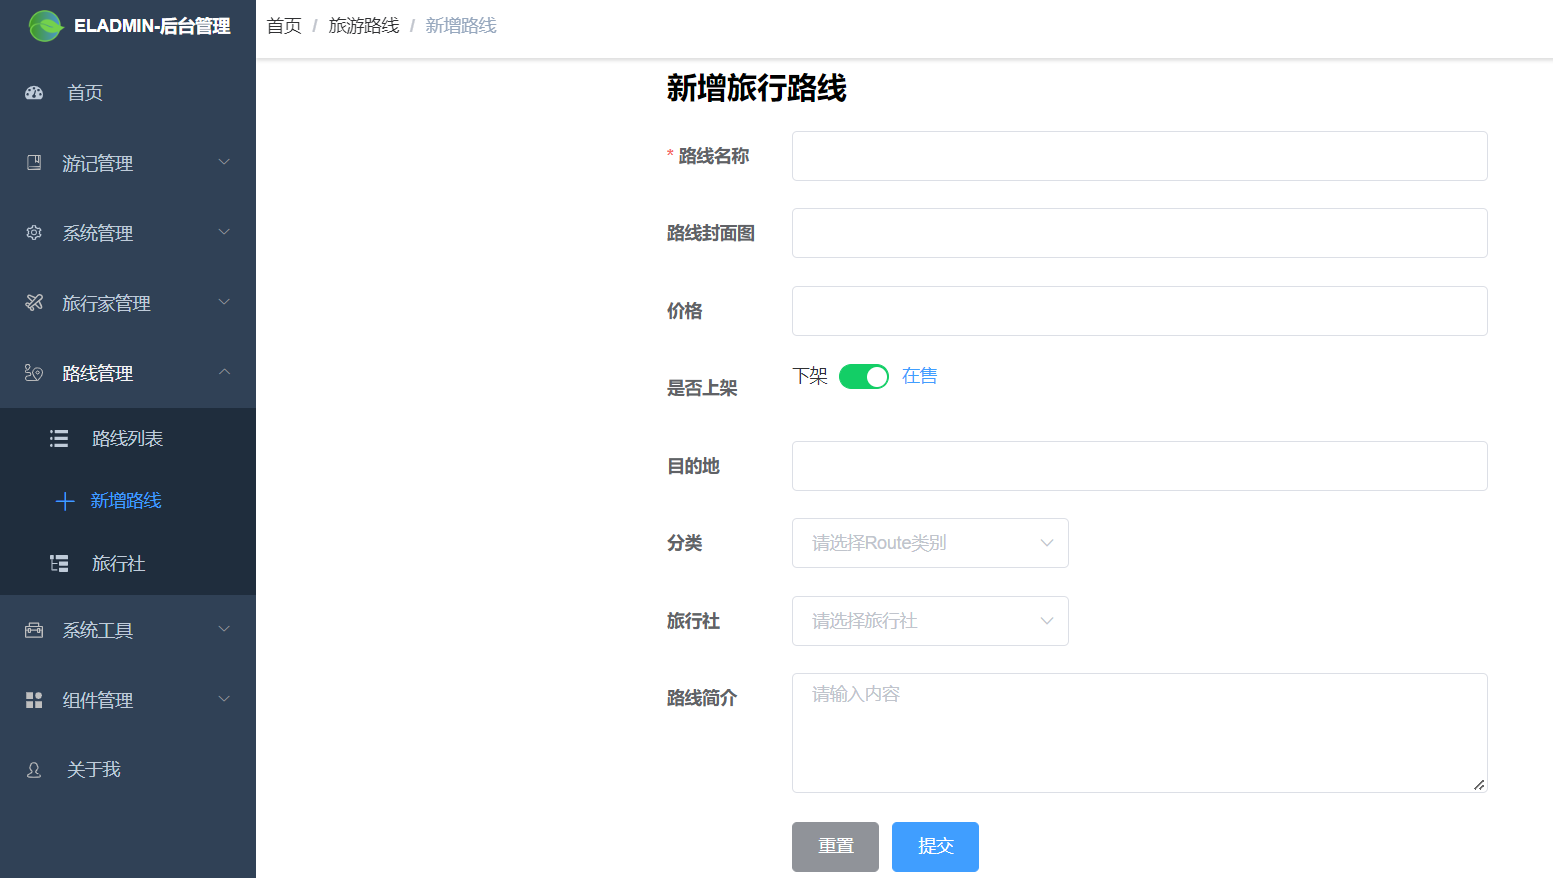 ELADMIN-后台管理
首页
游记管理
系统管理
旅行家管理
路线管理
路线列表
新增路线
旅行社
系统工具
组件管理
关于我
首页 / 旅游路线 / 新增路线
新增旅行路线
* 路线名称
路线封面图
价格
是否上架 下架 在售
目的地
分类 请选择Route类别
旅行社 请选择旅行社
路线简介 请输入内容
重置 提交